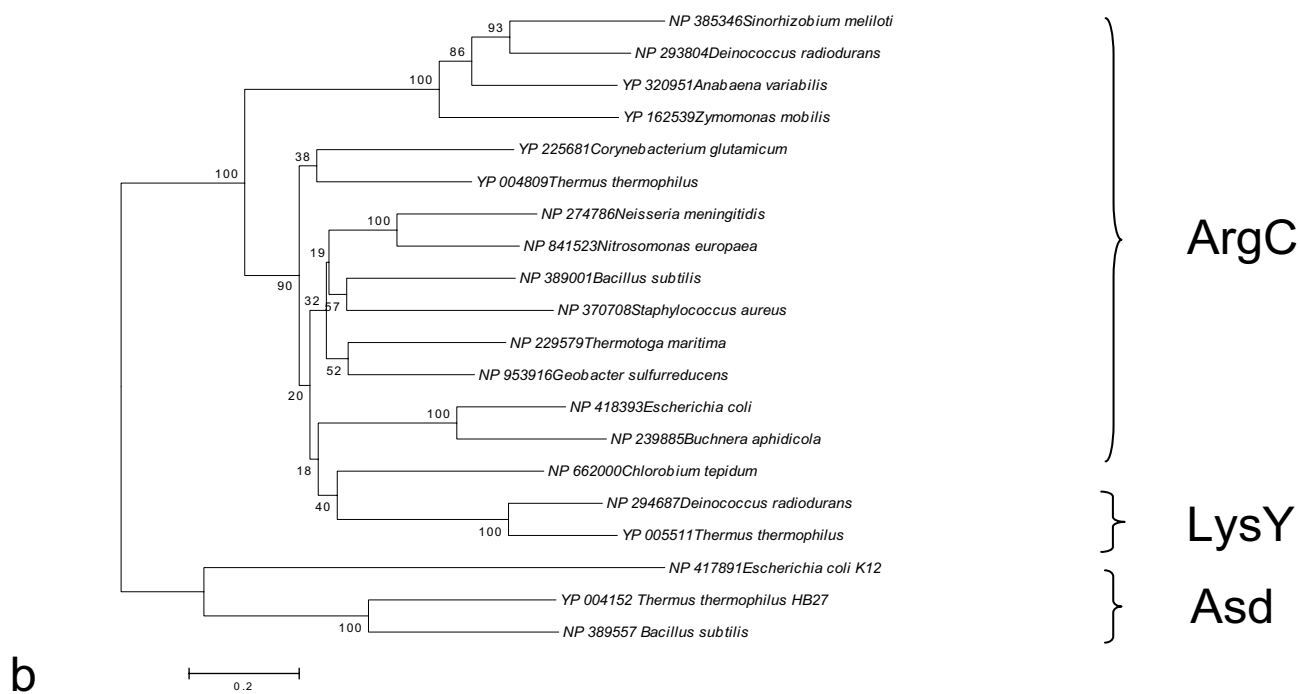 NP 385346Sinorhizobium meliloti
93
NP 293804Deinococcus radiodurans
86
YP 320951Anabaena variabilis
100
YP 162539Zymomonas mobilis
YP 225681Corynebacterium glutamicum
38
100
YP 004809Thermus thermophilus
NP 274786Neisseria meningitidis
100
NP 841523Nitrosomonas europaea
19
ArgC
NP 389001Bacillus subtilis
90
32
57
NP 370708Staphylococcus aureus
NP 229579Thermotoga maritima
52
NP 953916Geobacter sulfurreducens
20
NP 418393Escherichia coli
100
NP 239885Buchnera aphidicola
18
NP 662000Chlorobium tepidum
40
NP 294687Deinococcus radiodurans
100
LysY
YP 005511Thermus thermophilus
NP 417891Escherichia coli K12
YP 004152 Thermus thermophilus HB27
Asd
100
NP 389557 Bacillus subtilis
b
0.2